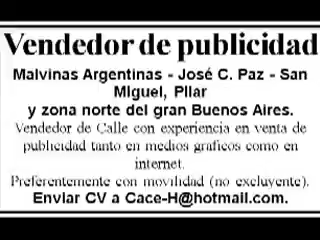 Vendedor de publicidad
Malvinas Argentinas - José C. Paz - San
Miguel, Pilar
y zona norte del gran Buenos Aires.
Vendedor de Calle con experiencia en venta de
publicidad tanto en medios graficos como en
internet.
Preferentemente con movilidad (no excluyente).
Enviar CV a Cace-H@hotmail.com.